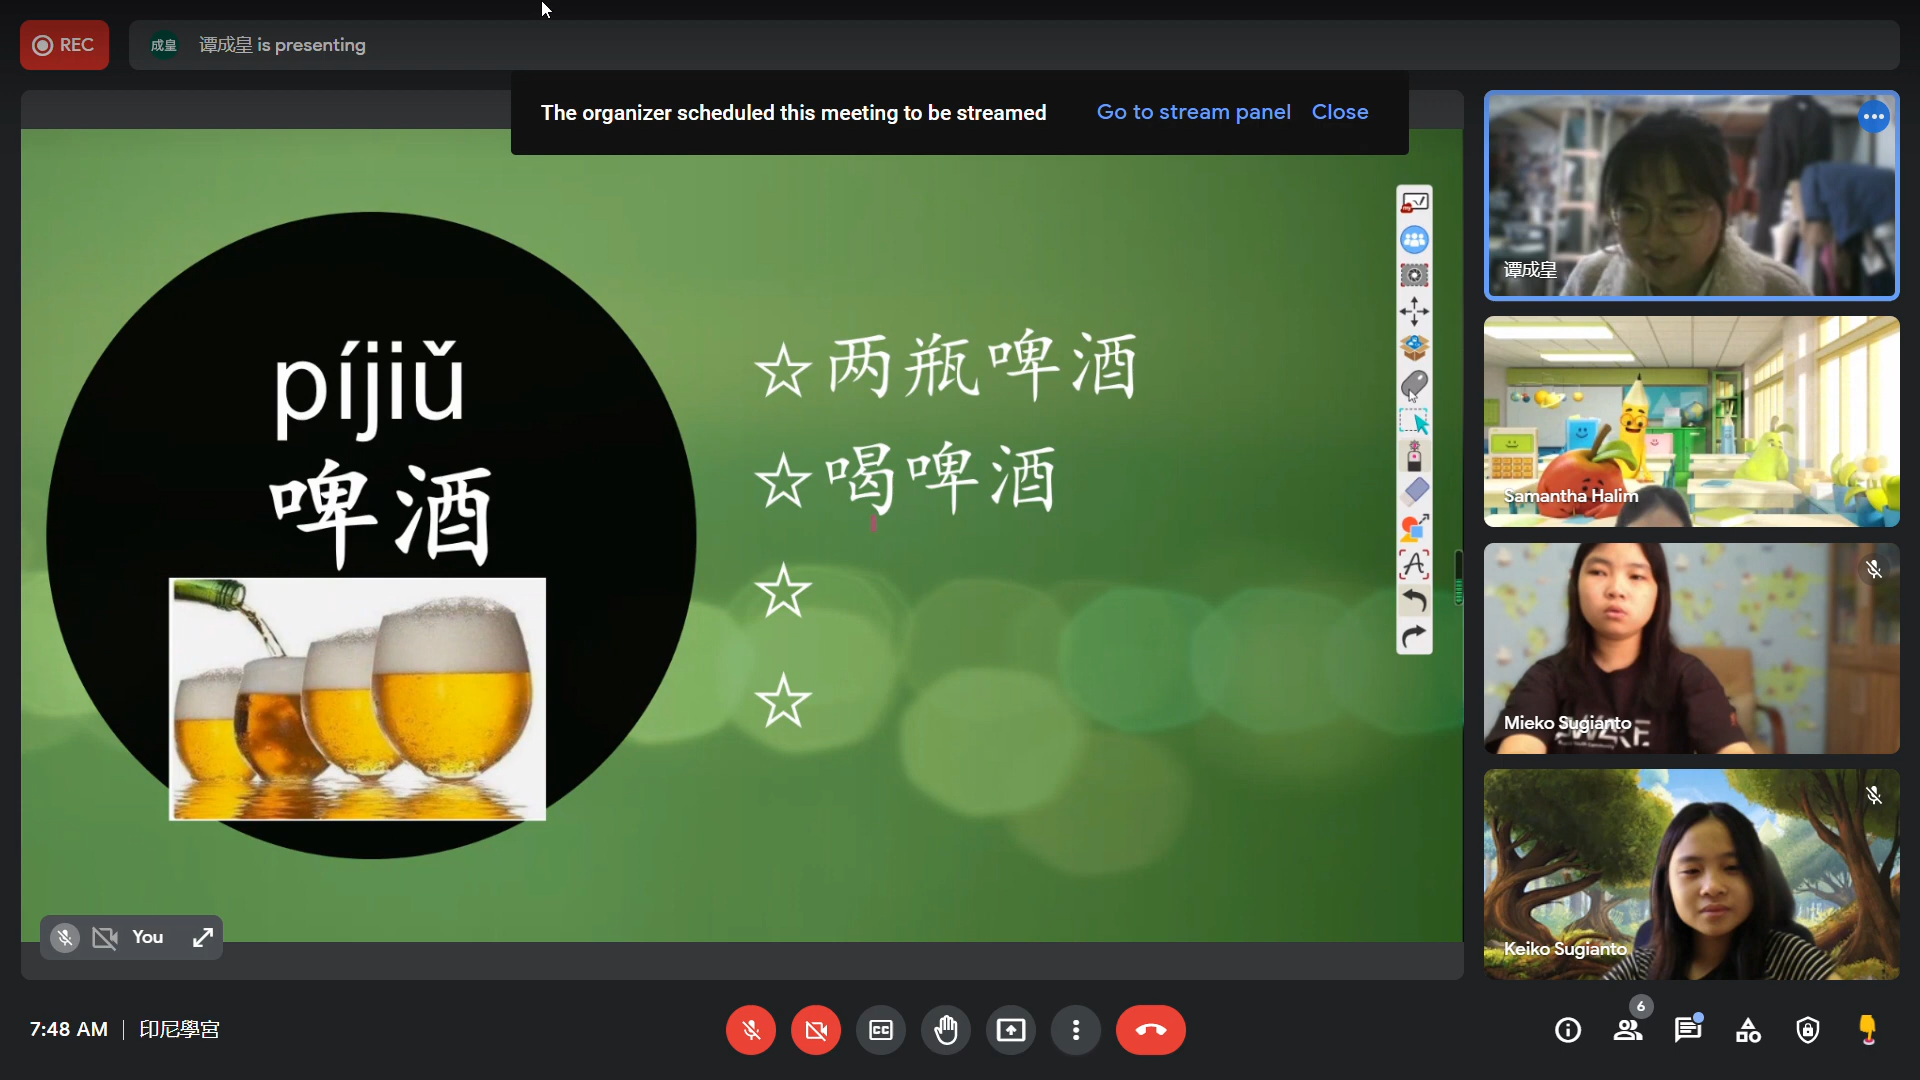 REC
成皇 谭成皇 is presenting
The organizer scheduled this meeting to be streamed Go to stream panel Close
píjiǔ
啤酒
☆两瓶啤酒
☆喝啤酒
☆
☆
谭成皇
Samantha Halim
Mieko Sugianto
Keiko Sugianto
You
7:48 AM | 印尼學宮
CC
6